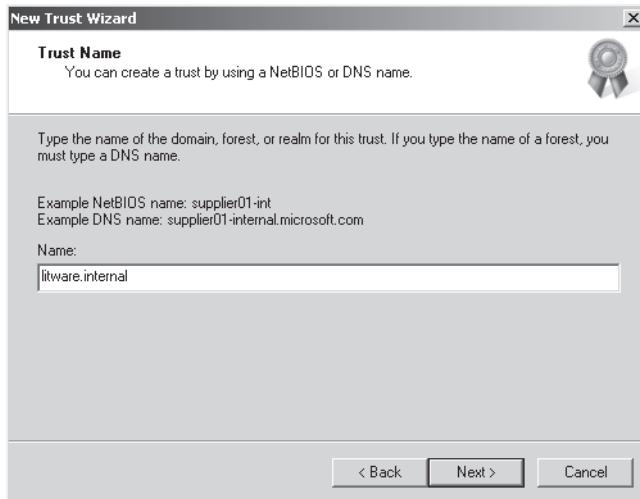 New Trust Wizard
Trust Name
You can create a trust by using a NetBIOS or DNS name.
Type the name of the domain, forest, or realm for this trust. If you type the name of a forest, you
must type a DNS name.
Example NetBIOS name: supplier01-int
Example DNS name: supplier01-internal.microsoft.com
Name:
litware.internal
< Back
Next >
Cancel